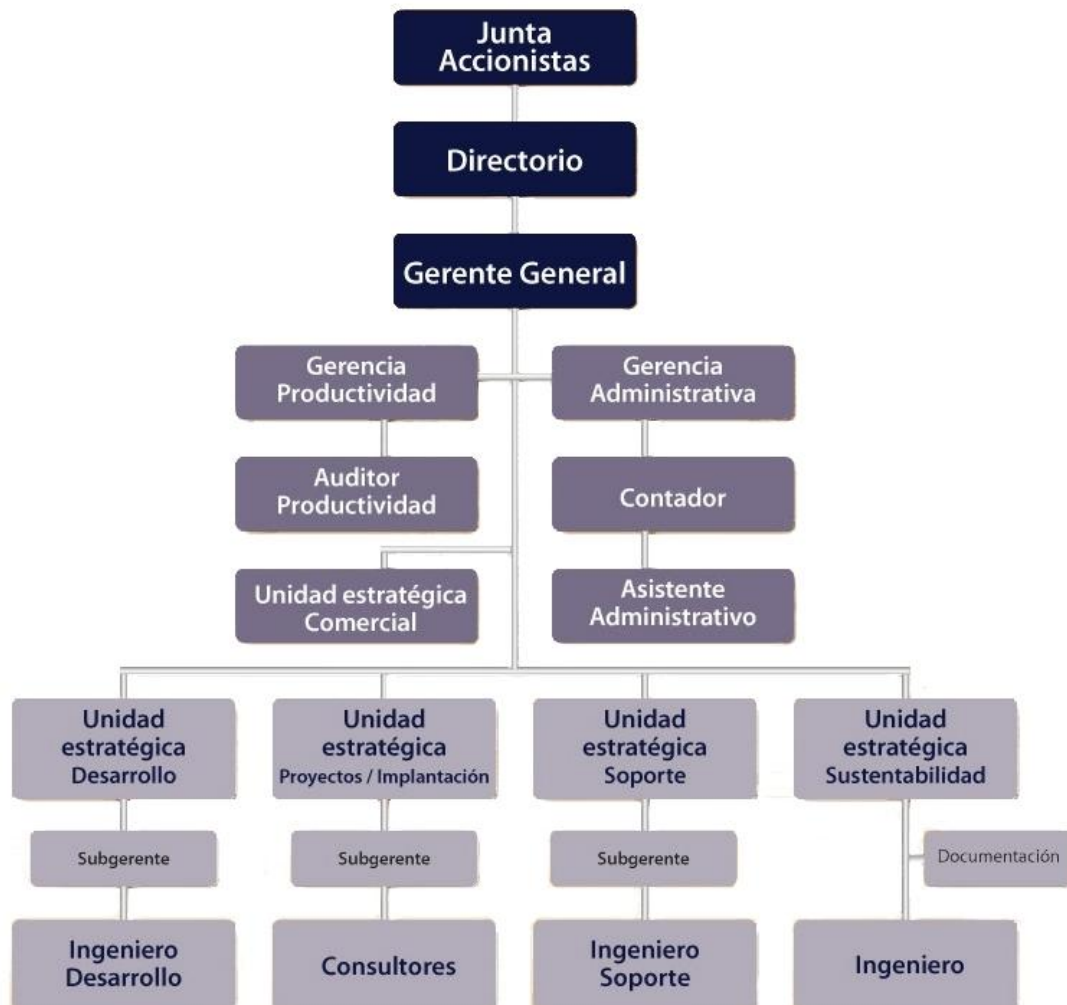 Junta
Accionistas
Directorio
Gerente General
Gerencia
Productividad
Gerencia
Administrativa
Auditor
Productividad
Contador
Unidad estratégica
Comercial
Asistente
Administrativo
Unidad
estratégica
Desarrollo
Unidad
estratégica
Proyectos / Implantación
Unidad
estratégica
Soporte
Unidad
estratégica
Sustentabilidad
Subgerente
Subgerente
Subgerente
Documentación
Ingeniero
Desarrollo
Consultores
Ingeniero
Soporte
Ingeniero